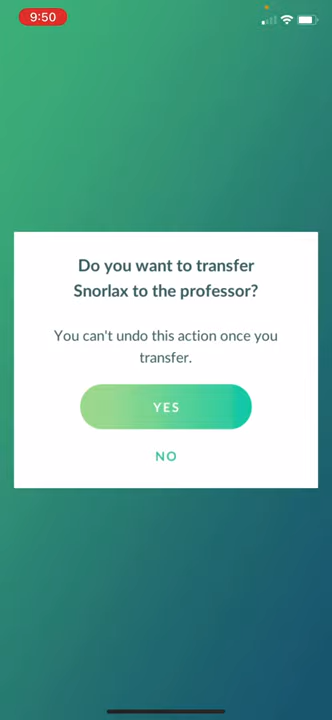 9:50
Do you want to transfer
Snorlax to the professor?
You can't undo this action once you
transfer.
YES
NO